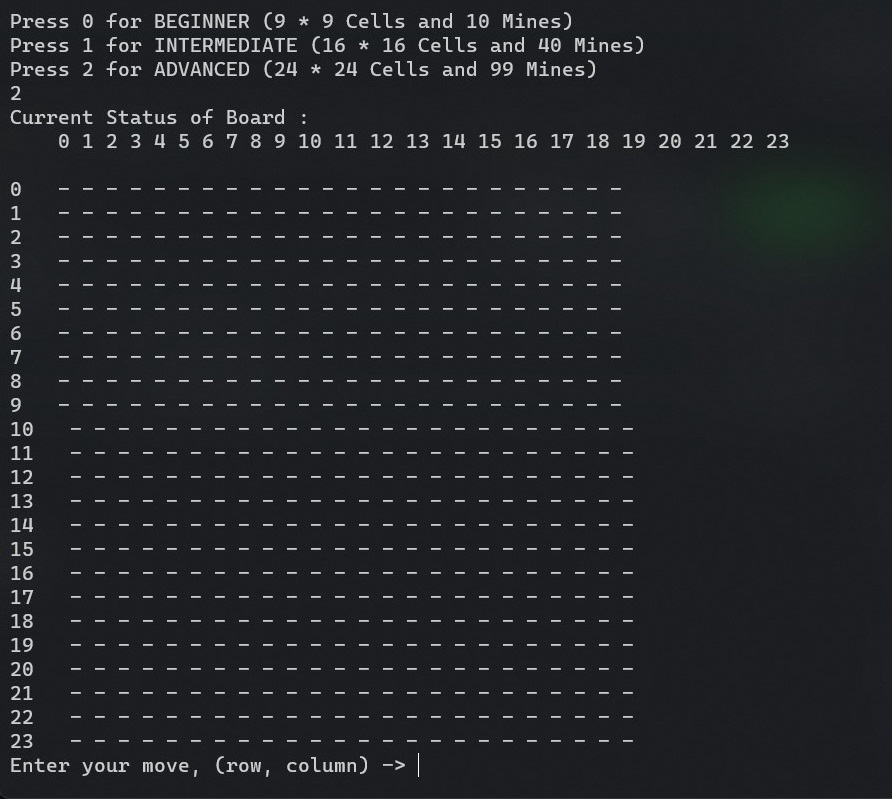 Press 0 for BEGINNER (9 * 9 Cells and 10 Mines)
Press 1 for INTERMEDIATE (16 * 16 Cells and 40 Mines)
Press 2 for ADVANCED (24 * 24 Cells and 99 Mines)
2
Current Status of Board :
    0 1 2 3 4 5 6 7 8 9 10 11 12 13 14 15 16 17 18 19 20 21 22 23
0   - - - - - - - - - - - - - - - - - - - - - - - -
1   - - - - - - - - - - - - - - - - - - - - - - - -
2   - - - - - - - - - - - - - - - - - - - - - - - -
3   - - - - - - - - - - - - - - - - - - - - - - - -
4   - - - - - - - - - - - - - - - - - - - - - - - -
5   - - - - - - - - - - - - - - - - - - - - - - - -
6   - - - - - - - - - - - - - - - - - - - - - - - -
7   - - - - - - - - - - - - - - - - - - - - - - - -
8   - - - - - - - - - - - - - - - - - - - - - - - -
9   - - - - - - - - - - - - - - - - - - - - - - - -
10   - - - - - - - - - - - - - - - - - - - - - - - -
11   - - - - - - - - - - - - - - - - - - - - - - - -
12   - - - - - - - - - - - - - - - - - - - - - - - -
13   - - - - - - - - - - - - - - - - - - - - - - - -
14   - - - - - - - - - - - - - - - - - - - - - - - -
15   - - - - - - - - - - - - - - - - - - - - - - - -
16   - - - - - - - - - - - - - - - - - - - - - - - -
17   - - - - - - - - - - - - - - - - - - - - - - - -
18   - - - - - - - - - - - - - - - - - - - - - - - -
19   - - - - - - - - - - - - - - - - - - - - - - - -
20   - - - - - - - - - - - - - - - - - - - - - - - -
21   - - - - - - - - - - - - - - - - - - - - - - - -
22   - - - - - - - - - - - - - - - - - - - - - - - -
23   - - - - - - - - - - - - - - - - - - - - - - - -
Enter your move, (row, column) ->